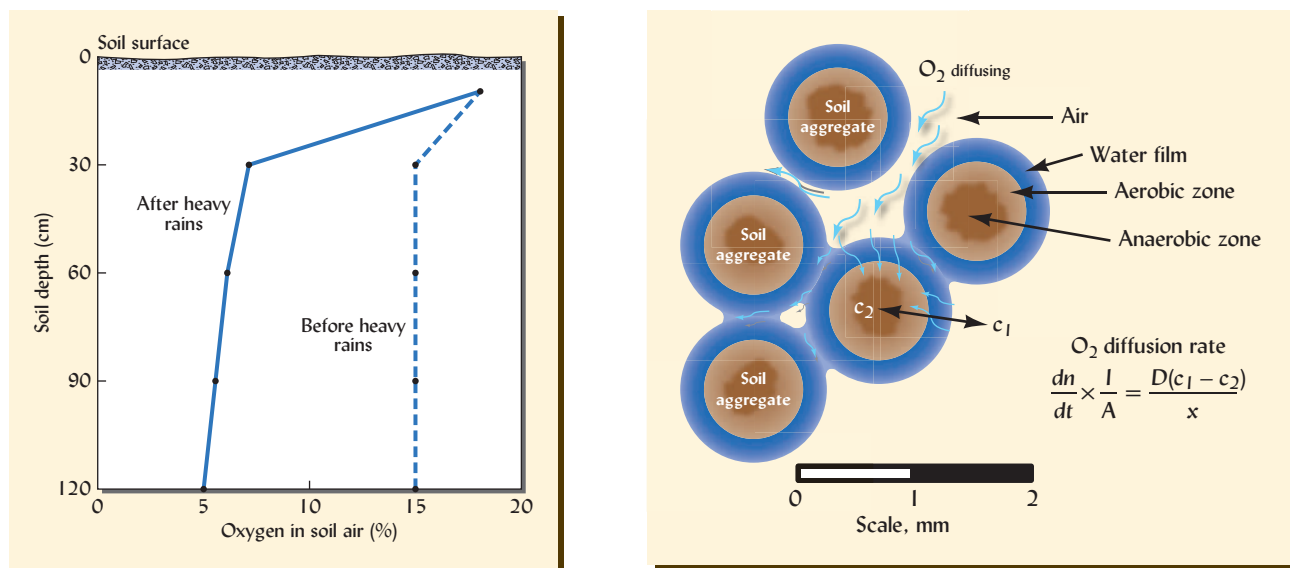 Soil surface
0
30
60
90
120
Soil depth (cm)
After heavy
rains
Before heavy
rains
0
5
10
15
20
Oxygen in soil air (%)
O2 diffusing
Air
Water film
Aerobic zone
Anaerobic zone
Soil
aggregate
Soil
aggregate
Soil
aggregate
c2
c1
O2 diffusion rate
dn/dt × 1/A = D(c1 – c2)/x
0
1
2
Scale, mm